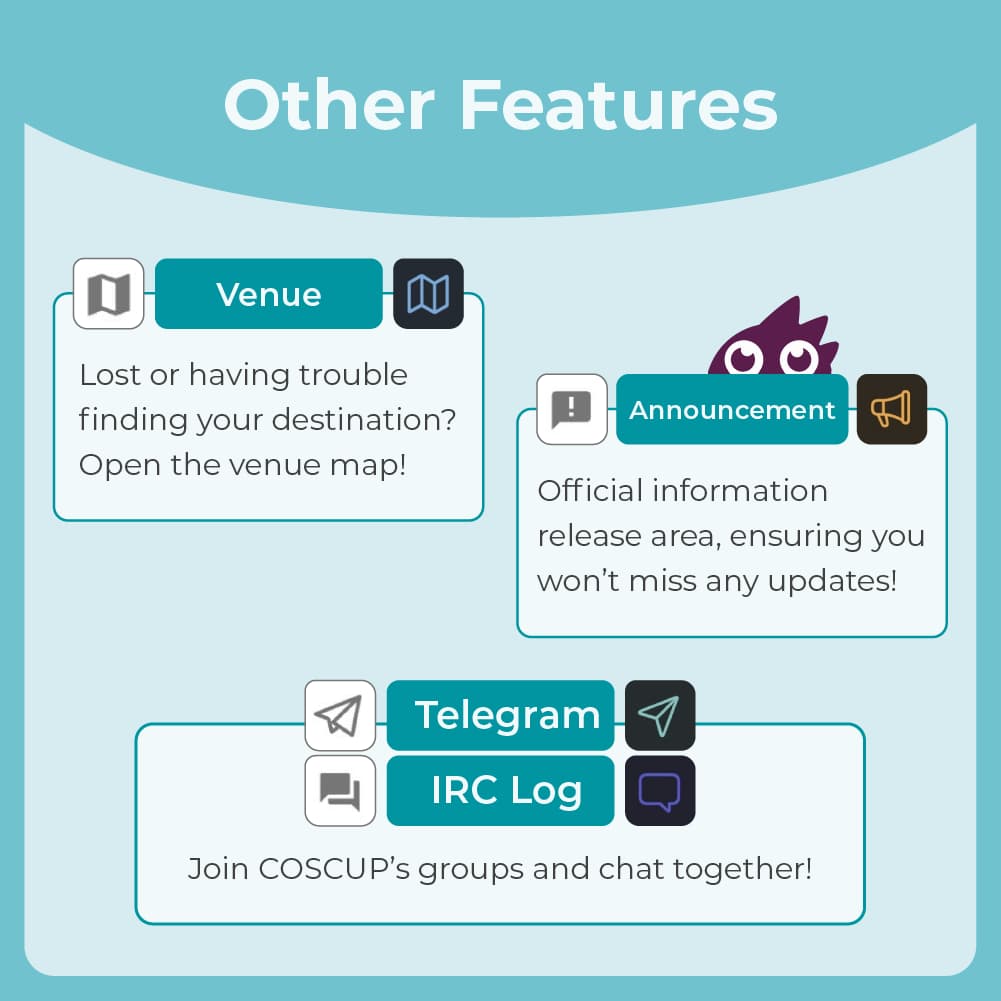 Other Features
Venue
Lost or having trouble
finding your destination?
Open the venue map!
Announcement
Official information
release area, ensuring you
won’t miss any updates!
Telegram
IRC Log
Join COSCUP’s groups and chat together!